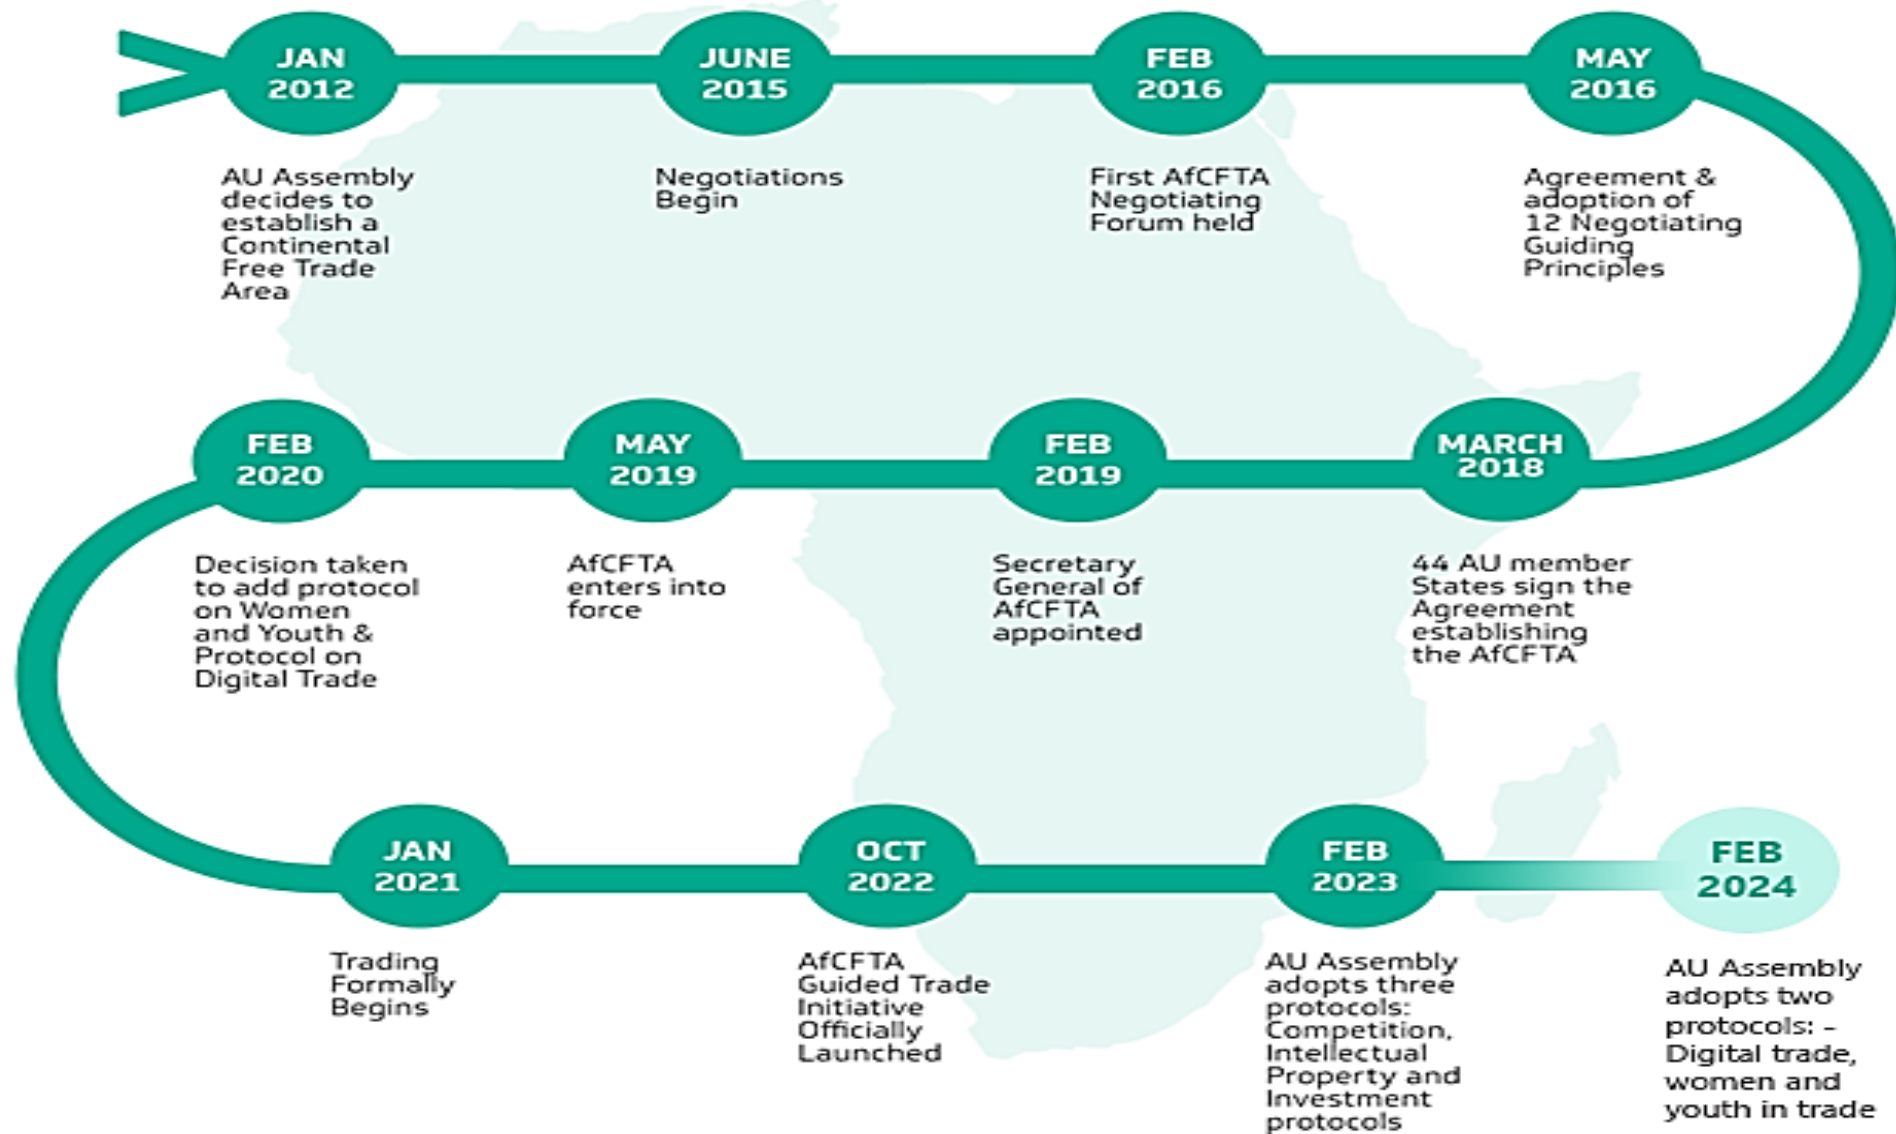 JAN
2012
AU Assembly
decides to
establish a
Continental
Free Trade
Area
JUNE
2015
Negotiations
Begin
FEB
2016
First AfCFTA
Negotiating
Forum held
MAY
2016
Agreement &
adoption of
12 Negotiating
Guiding
Principles
MARCH
2018
44 AU member
States sign the
Agreement
establishing
the AfCFTA
FEB
2019
Secretary
General of
AfCFTA
appointed
MAY
2019
AfCFTA
enters into
force
FEB
2020
Decision taken
to add protocol
on Women
and Youth &
Protocol on
Digital Trade
JAN
2021
Trading
Formally
Begins
OCT
2022
AfCFTA
Guided Trade
Initiative
Officially
Launched
FEB
2023
AU Assembly
adopts three
protocols:
Competition,
Intellectual
Property and
Investment
protocols
FEB
2024
AU Assembly
adopts two
protocols: -
Digital trade,
women and
youth in trade